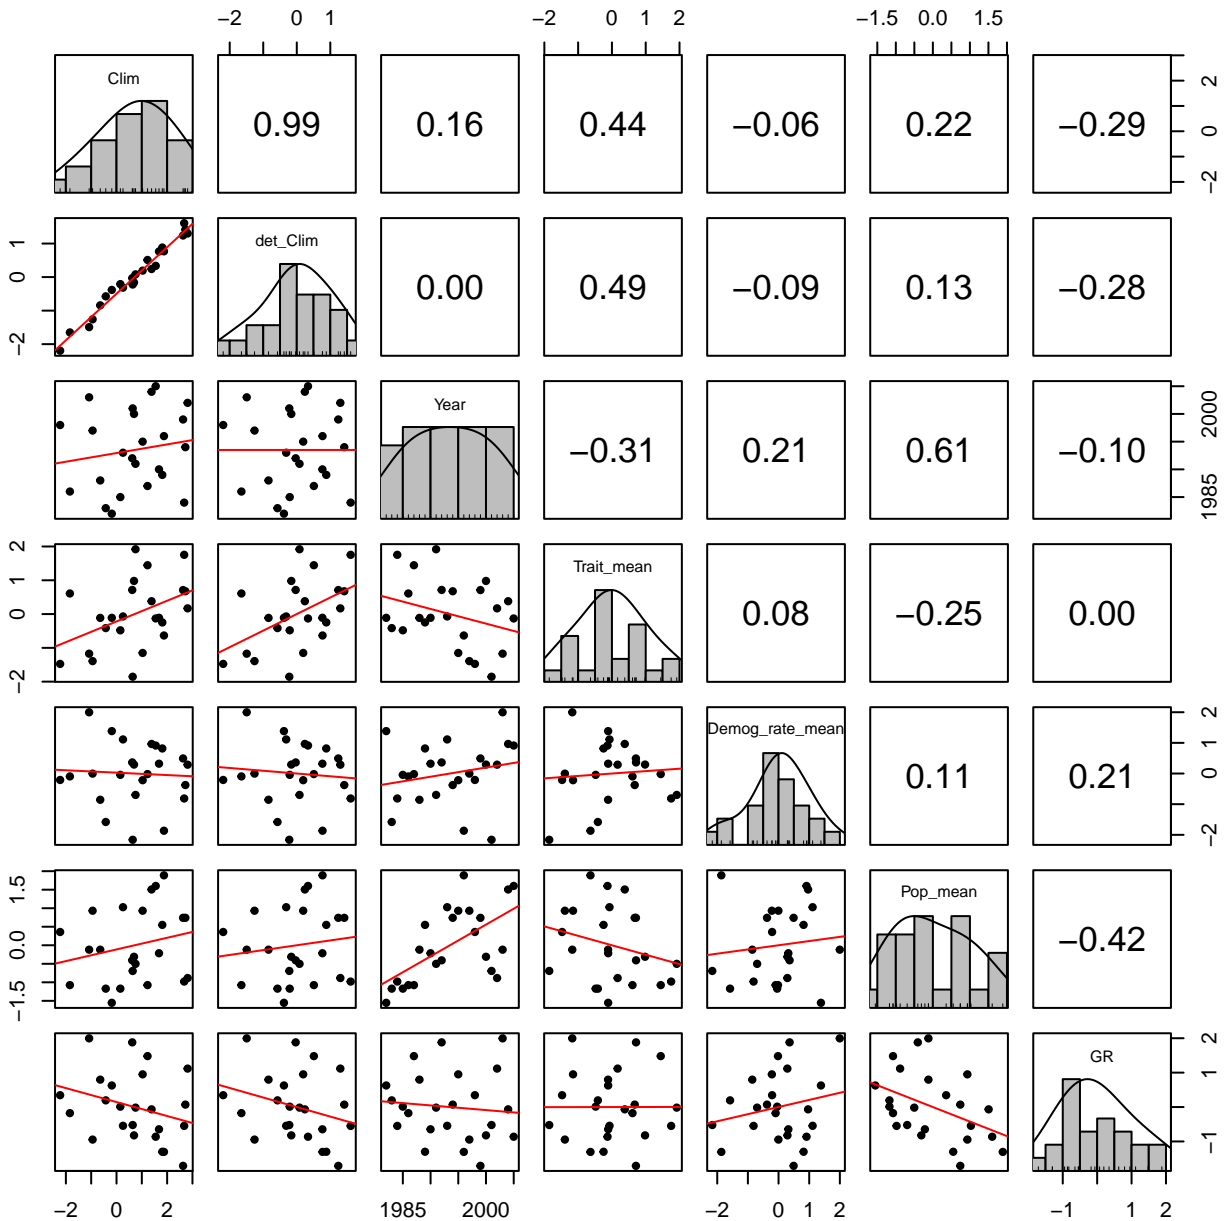 −2 0 1 −2 0 1 2 −1.5 0.0 1.5
Clim 0.99 0.16 0.44 −0.06 0.22 −0.29 −2 0 2
−2 0 1 det_Clim 0.00 0.49 −0.09 0.13 −0.28
Year −0.31 0.21 0.61 −0.10 1985 2000
−2 0 1 2 Trait_mean 0.08 −0.25 0.00
Demog_rate_mean 0.11 0.21 −2 0 1 2
−1.5 0.0 1.5 Pop_mean −0.42
GR −1 1 2
−2 0 2 1985 2000 −2 0 1 2 −1 1 2